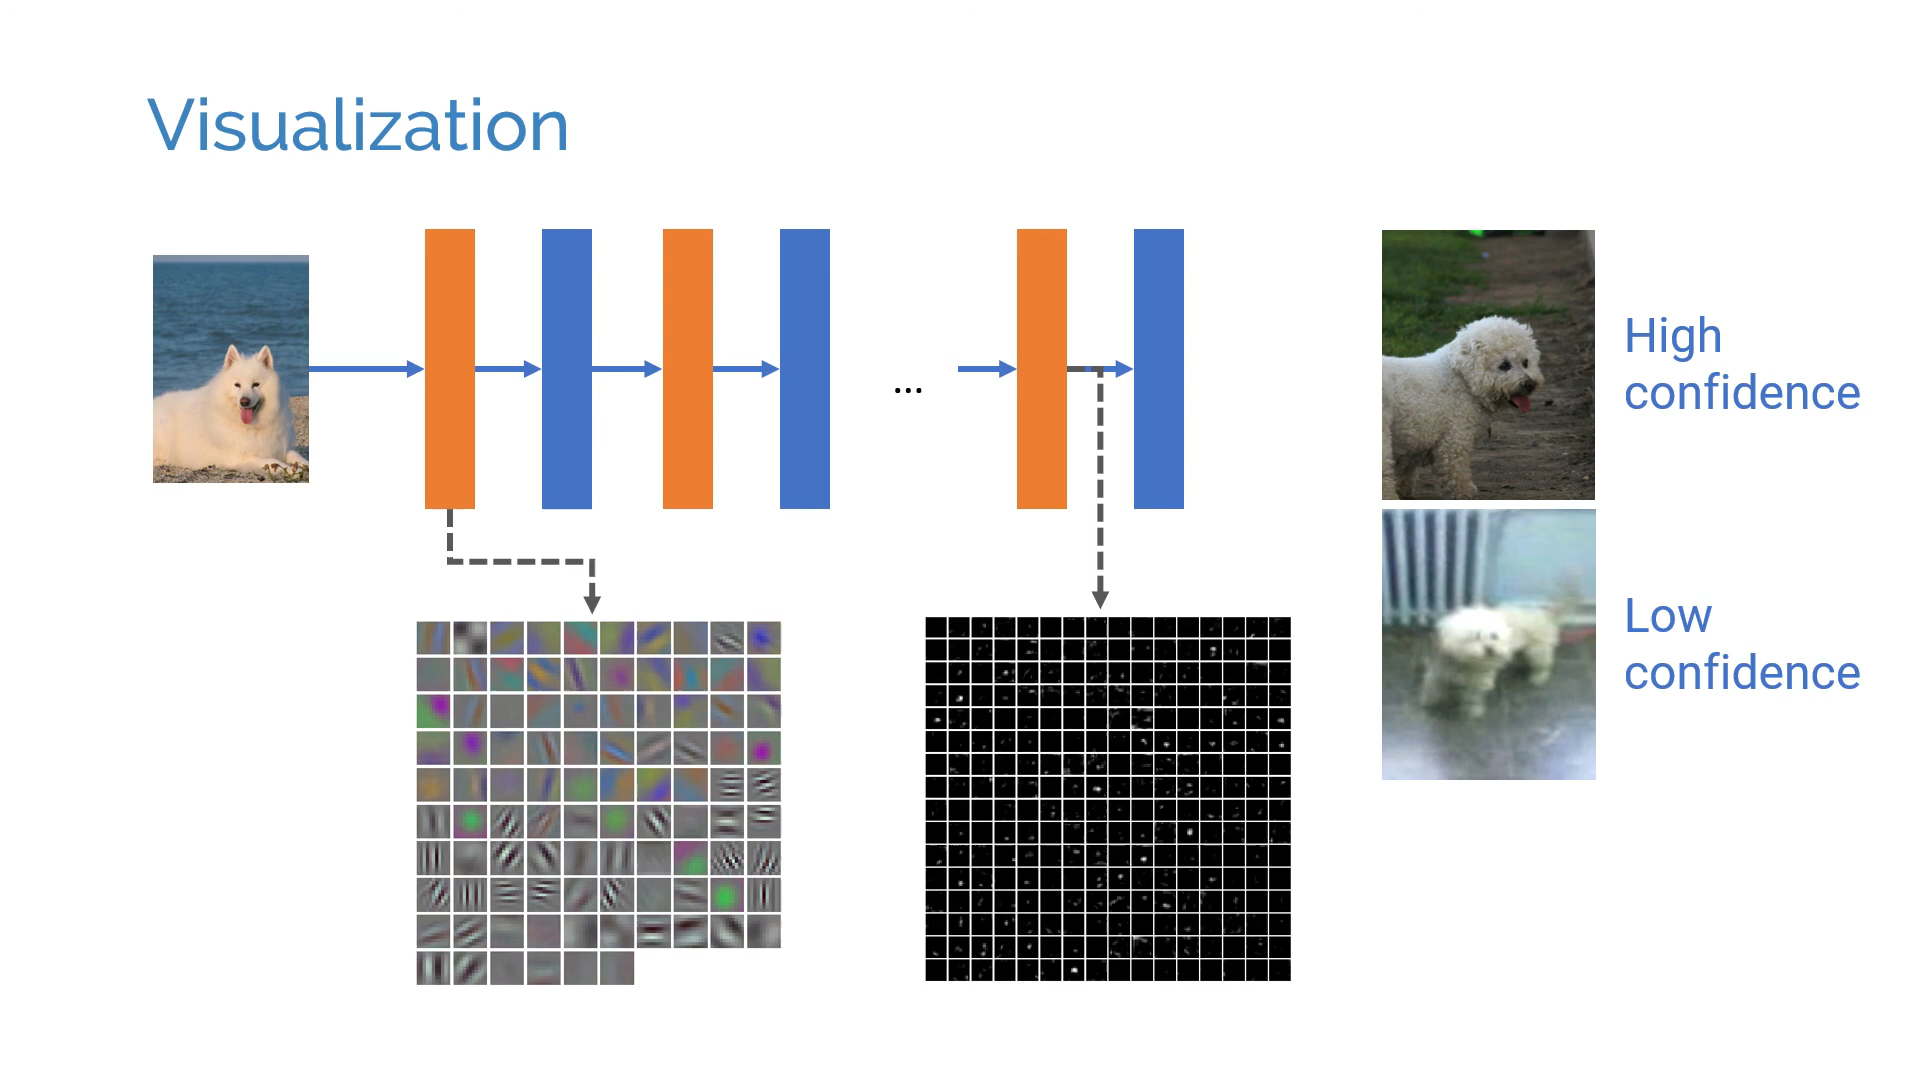 Visualization
...
High
confidence
Low
confidence